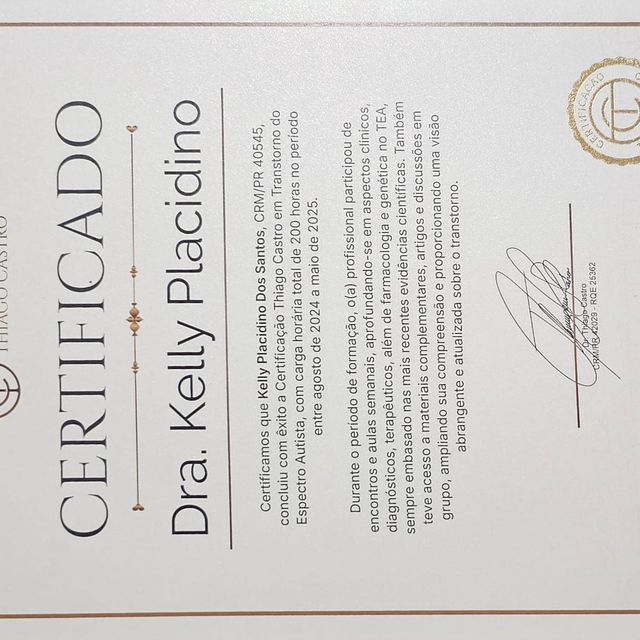 THIAGO CASTRO
CERTIFICADO
Dra. Kelly Placidino
Certificamos que Kelly Placidino Dos Santos, CRM/PR 40545,
concluiu com êxito a Certificação Thiago Castro em Transtorno do
Espectro Autista, com carga horária total de 200 horas no período
entre agosto de 2024 a maio de 2025.
Durante o período de formação, o(a) profissional participou de
encontros e aulas semanais, aprofundando-se em aspectos clínicos,
diagnósticos, terapêuticos, além de farmacologia e genética no TEA,
sempre embasado nas mais recentes evidências científicas. Também
teve acesso a materiais complementares, artigos e discussões em
grupo, ampliando sua compreensão e proporcionando uma visão
abrangente e atualizada sobre o transtorno.
Dr. Thiago Castro
CRM/PR 42029 - RQE 25362
CERTIFICAÇÃO